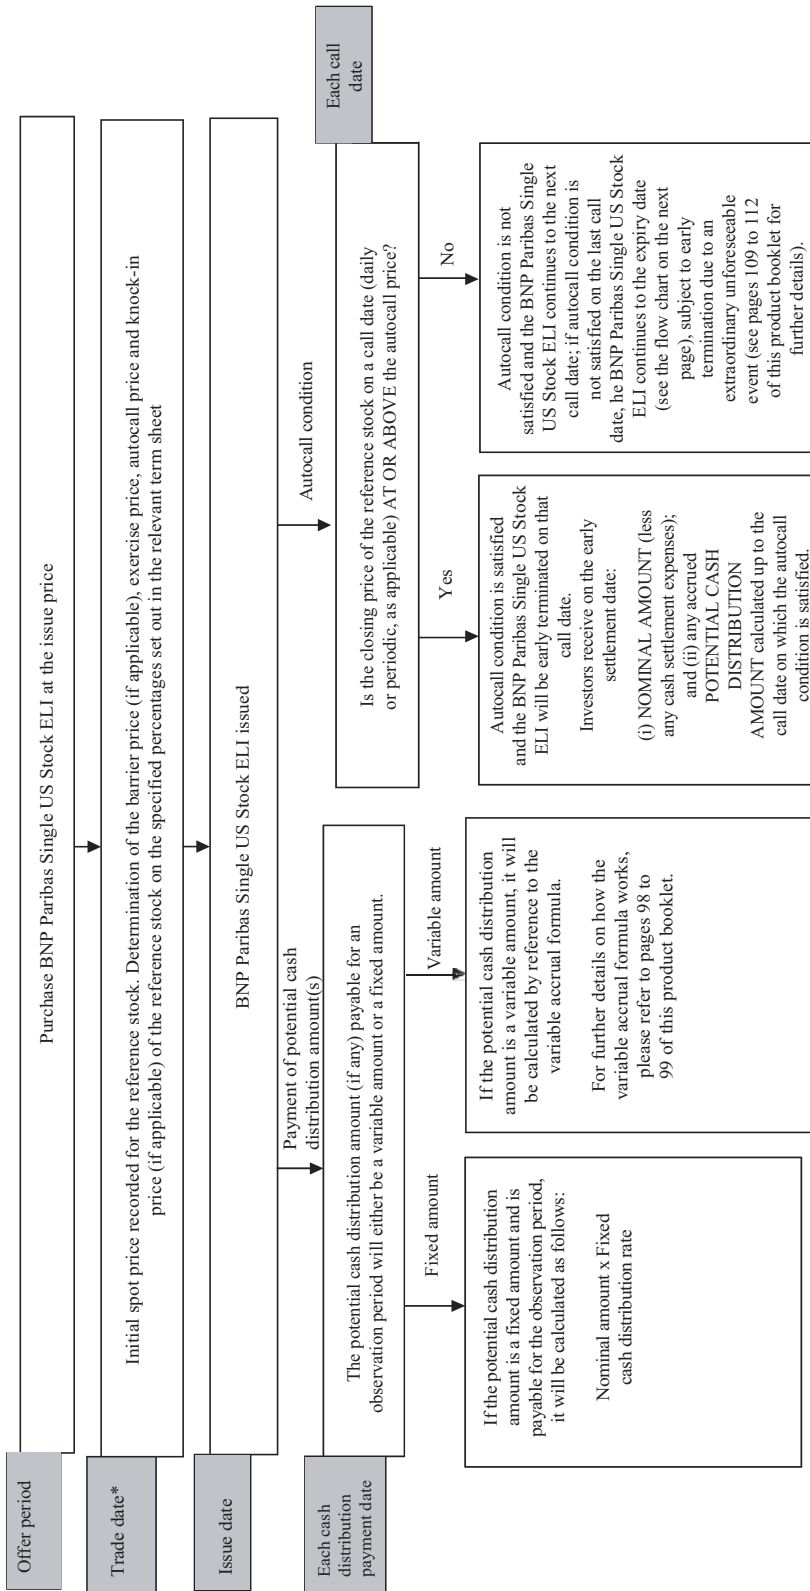 Offer period
Purchase BNP Paribas Single US Stock ELI at the issue price
Trade date*
Initial spot price recorded for the reference stock. Determination of the barrier price (if applicable), exercise price, autocall price and knock-in
price (if applicable) of the reference stock on the specified percentages set out in the relevant term sheet
Issue date
BNP Paribas Single US Stock ELI issued
Payment of potential cash
distribution amount(s)
Autocall condition
Each cash
distribution
payment date
The potential cash distribution amount (if any) payable for an
observation period will either be a variable amount or a fixed amount.
Each call
date
Is the closing price of the reference stock on a call date (daily
or periodic, as applicable) AT OR ABOVE the autocall price?
Fixed amount
Variable amount
Yes
No
If the potential cash distribution
amount is a fixed amount and is
payable for the observation period,
it will be calculated as follows:
Nominal amount x Fixed
cash distribution rate
If the potential cash distribution
amount is a variable amount, it will
be calculated by reference to the
variable accrual formula.
For further details on how the
variable accrual formula works,
please refer to pages 98 to
99 of this product booklet.
Autocall condition is satisfied
and the BNP Paribas Single US Stock
ELI will be early terminated on that
call date.
Investors receive on the early
settlement date:
(i) NOMINAL AMOUNT (less
any cash settlement expenses);
and (ii) any accrued
POTENTIAL CASH
DISTRIBUTION
AMOUNT calculated up to the
call date on which the autocall
condition is satisfied.
Autocall condition is not
satisfied and the BNP Paribas Single
US Stock ELI continues to the next
call date; if autocall condition is
not satisfied on the last call
date, he BNP Paribas Single US Stock
ELI continues to the expiry date
(see the flow chart on the next
page), subject to early
termination due to an
extraordinary unforeseeable
event (see pages 109 to 112
of this product booklet for
further details).